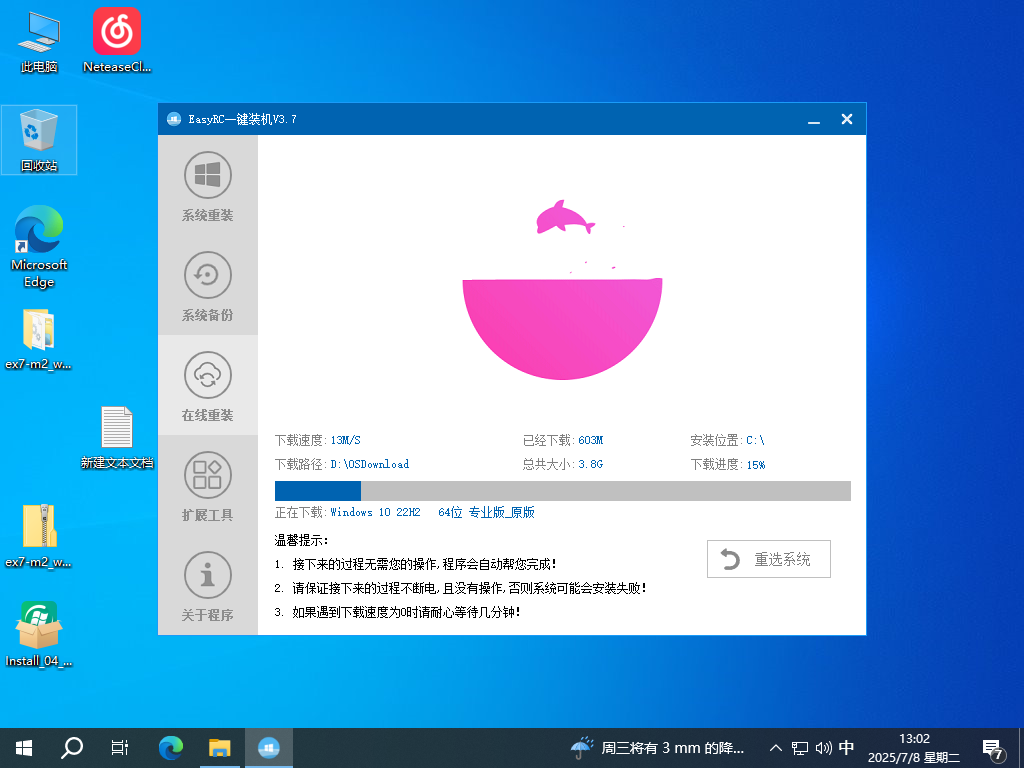 此电脑
NeteaseCl...
回收站
Microsoft
Edge
ex7-m2_w...
新建文本文档
ex7-m2_w...
Install_04_...
EasyRC一键装机V3.7
系统重装
系统备份
在线重装
扩展工具
关于程序
下载速度: 13M/S 已经下载: 603M 安装位置: C:\
下载路径: D:\OSDownload 总共大小: 3.8G 下载进度: 15%
正在下载: Windows 10 22H2 64位 专业版_原版
温馨提示:
1. 接下来的过程无需您的操作,程序会自动帮您完成!
2. 请保证接下来的过程不断电,且没有操作,否则系统可能会安装失败!
3. 如果遇到下载速度为0时请耐心等待几分钟!
重选系统
周三将有 3 mm 的降...
中
13:02
2025/7/8 星期二
7